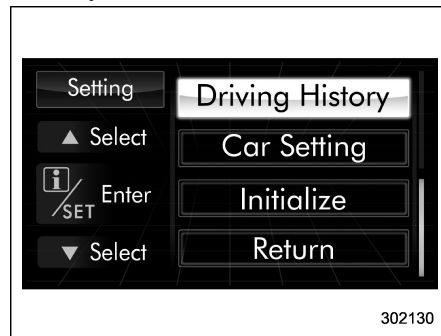 Setting
▲ Select
i/SET Enter
▼ Select
Driving History
Car Setting
Initialize
Return
302130